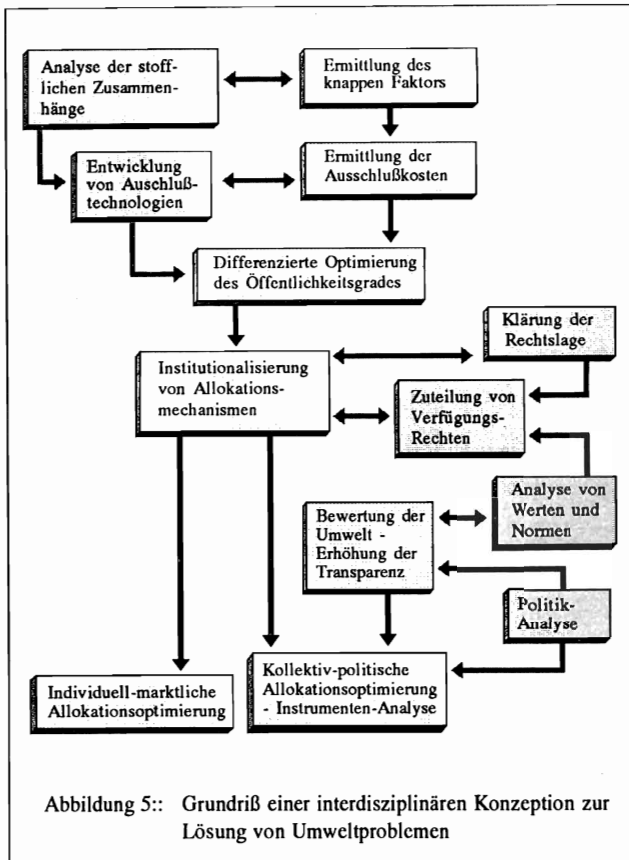 Analyse der stoff-
lichen Zusammen-
hänge
Ermittlung des
knappen Faktors
Entwicklung
von Auschluß-
technologien
Ermittlung der
Ausschlußkosten
Differenzierte Optimierung
des Öffentlichkeitsgrades
Klärung der
Rechtslage
Institutionalisierung
von Allokations-
mechanismen
Zuteilung von
Verfügungs-
Rechten
Analyse von
Werten und
Normen
Bewertung der
Umwelt -
Erhöhung der
Transparenz
Politik-
Analyse
Individuell-marktliche
Allokationsoptimierung
Kollektiv-politische
Allokationsoptimierung
- Instrumenten-Analyse
Abbildung 5:: Grundriß einer interdisziplinären Konzeption zur
Lösung von Umweltproblemen